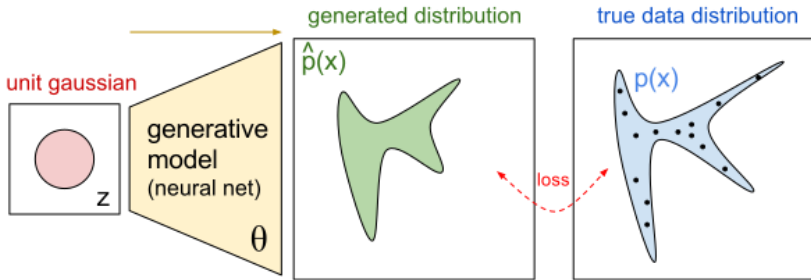 generated distribution
true data distribution
unit gaussian
p̂(x)
p(x)
generative
model
(neural net)
loss
z
θ